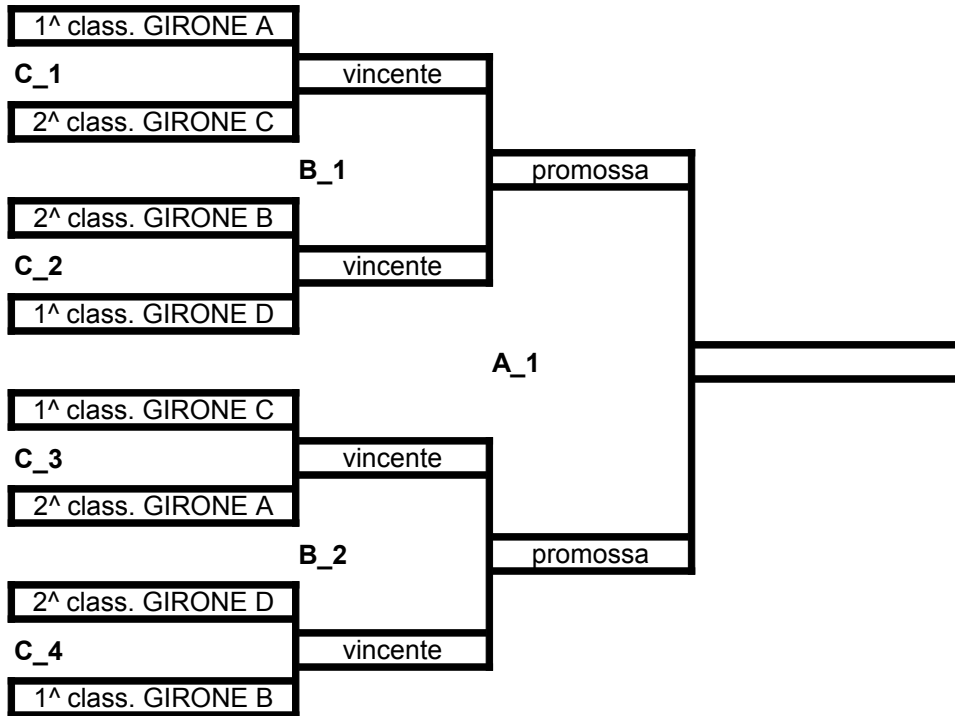 1^ class. GIRONE A
C_1
vincente
2^ class. GIRONE C
B_1
promossa
2^ class. GIRONE B
C_2
vincente
1^ class. GIRONE D
A_1
1^ class. GIRONE C
C_3
vincente
2^ class. GIRONE A
B_2
promossa
2^ class. GIRONE D
C_4
vincente
1^ class. GIRONE B